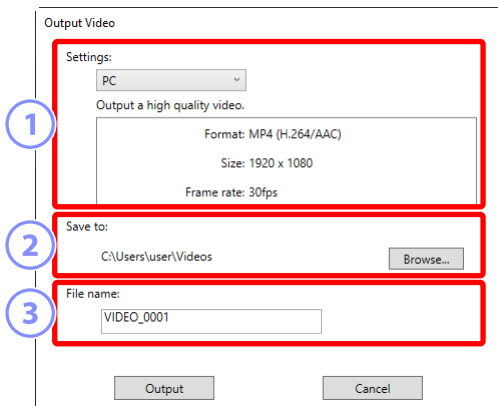 Output Video
Settings:
PC
Output a high quality video.
Format: MP4 (H.264/AAC)
Size: 1920 x 1080
Frame rate: 30fps
1
Save to:
C:\Users\user\Videos
Browse...
2
File name:
VIDEO_0001
3
Output Cancel